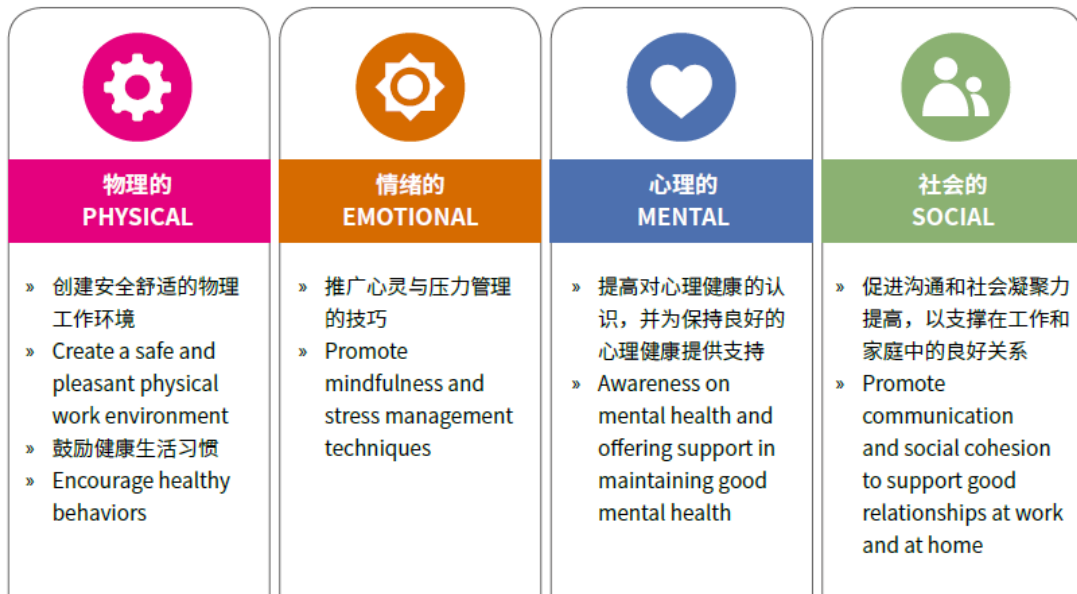 物理的
PHYSICAL
» 创建安全舒适的物理
工作环境
» Create a safe and
pleasant physical
work environment
» 鼓励健康生活习惯
» Encourage healthy
behaviors
情绪的
EMOTIONAL
» 推广心灵与压力管理
的技巧
» Promote
mindfulness and
stress management
techniques
心理的
MENTAL
» 提高对心理健康的认
识，并为保持良好的
心理健康提供支持
» Awareness on
mental health and
offering support in
maintaining good
mental health
社会的
SOCIAL
» 促进沟通和社会凝聚力
提高，以支撑在工作和
家庭中的良好关系
» Promote
communication
and social cohesion
to support good
relationships at work
and at home